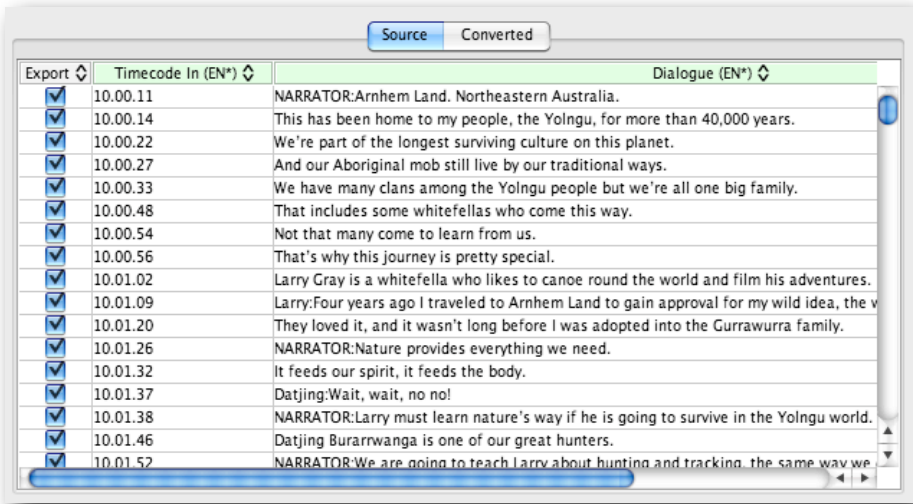 Source Converted
Export Timecode In (EN*) Dialogue (EN*)
10.00.11 NARRATOR:Arnhem Land. Northeastern Australia.
10.00.14 This has been home to my people, the Yolngu, for more than 40,000 years.
10.00.22 We're part of the longest surviving culture on this planet.
10.00.27 And our Aboriginal mob still live by our traditional ways.
10.00.33 We have many clans among the Yolngu people but we're all one big family.
10.00.48 That includes some whitefellas who come this way.
10.00.54 Not that many come to learn from us.
10.00.56 That's why this journey is pretty special.
10.01.02 Larry Gray is a whitefella who likes to canoe round the world and film his adventures.
10.01.09 Larry:Four years ago I traveled to Arnhem Land to gain approval for my wild idea, the
10.01.20 They loved it, and it wasn't long before I was adopted into the Gurrawurra family.
10.01.26 NARRATOR:Nature provides everything we need.
10.01.32 It feeds our spirit, it feeds the body.
10.01.37 Datjing:Wait, wait, no no!
10.01.38 NARRATOR:Larry must learn nature's way if he is going to survive in the Yolngu world.
10.01.46 Datjing Burarrwanga is one of our great hunters.
10.01.52 NARRATOR:We are going to teach Larry about hunting and tracking, the same way we